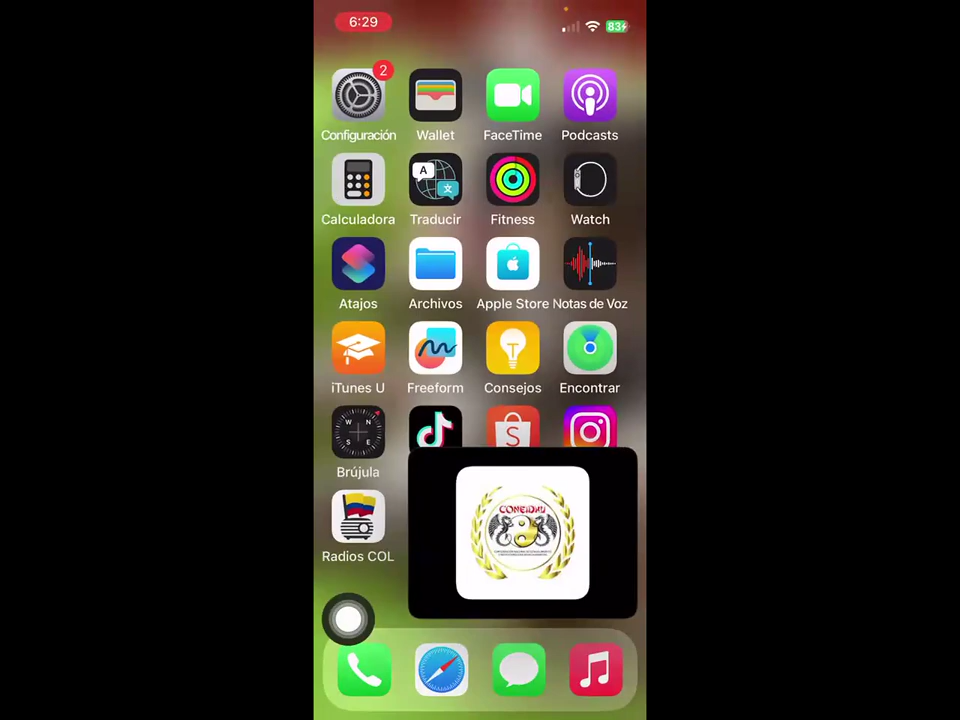 6:29
83
2
Configuración
Wallet
FaceTime
Podcasts
A
文
Calculadora
Traducir
Fitness
Watch
Atajos
Archivos
Apple Store
Notas de Voz
iTunes U
Freeform
Consejos
Encontrar
N
W
E
S
S
Brújula
CONEIDHU
Radios COL